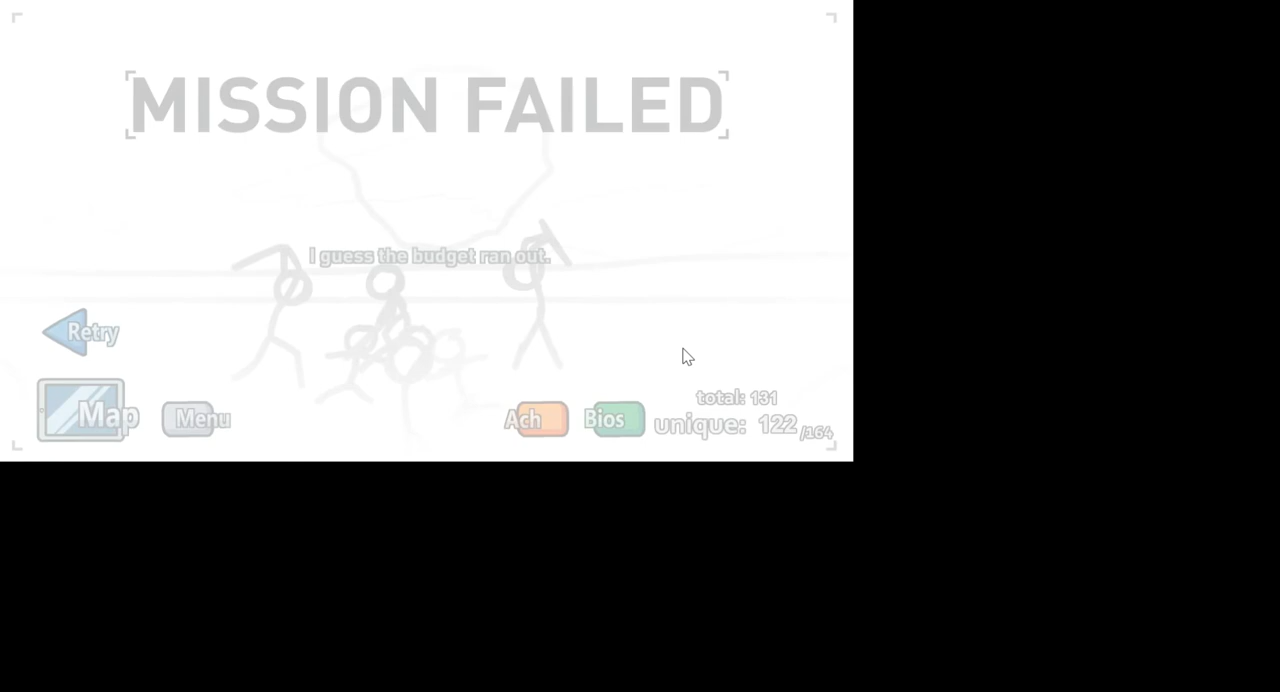 MISSION FAILED
I guess the budget ran out.
Retry
Map
Menu
Ach
Bios
total: 131
unique: 122 /164